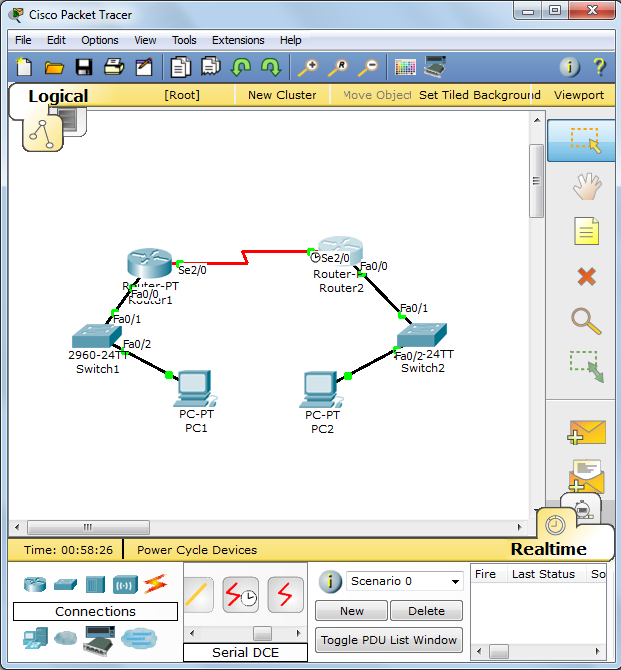 Cisco Packet Tracer
File Edit Options View Tools Extensions Help
Logical [Root] New Cluster Move Object Set Tiled Background Viewport
Se2/0
Se2/0
Router-PT
Router1
Fa0/0
Router-P
Router2
Fa0/0
Fa0/1
Fa0/1
2960-24TT
Switch1
Fa0/2
Fa0/2
-24TT
Switch2
PC-PT
PC1
PC-PT
PC2
Time: 00:58:26 Power Cycle Devices Realtime
Connections
Serial DCE
Scenario 0
New Delete
Toggle PDU List Window
Fire Last Status So